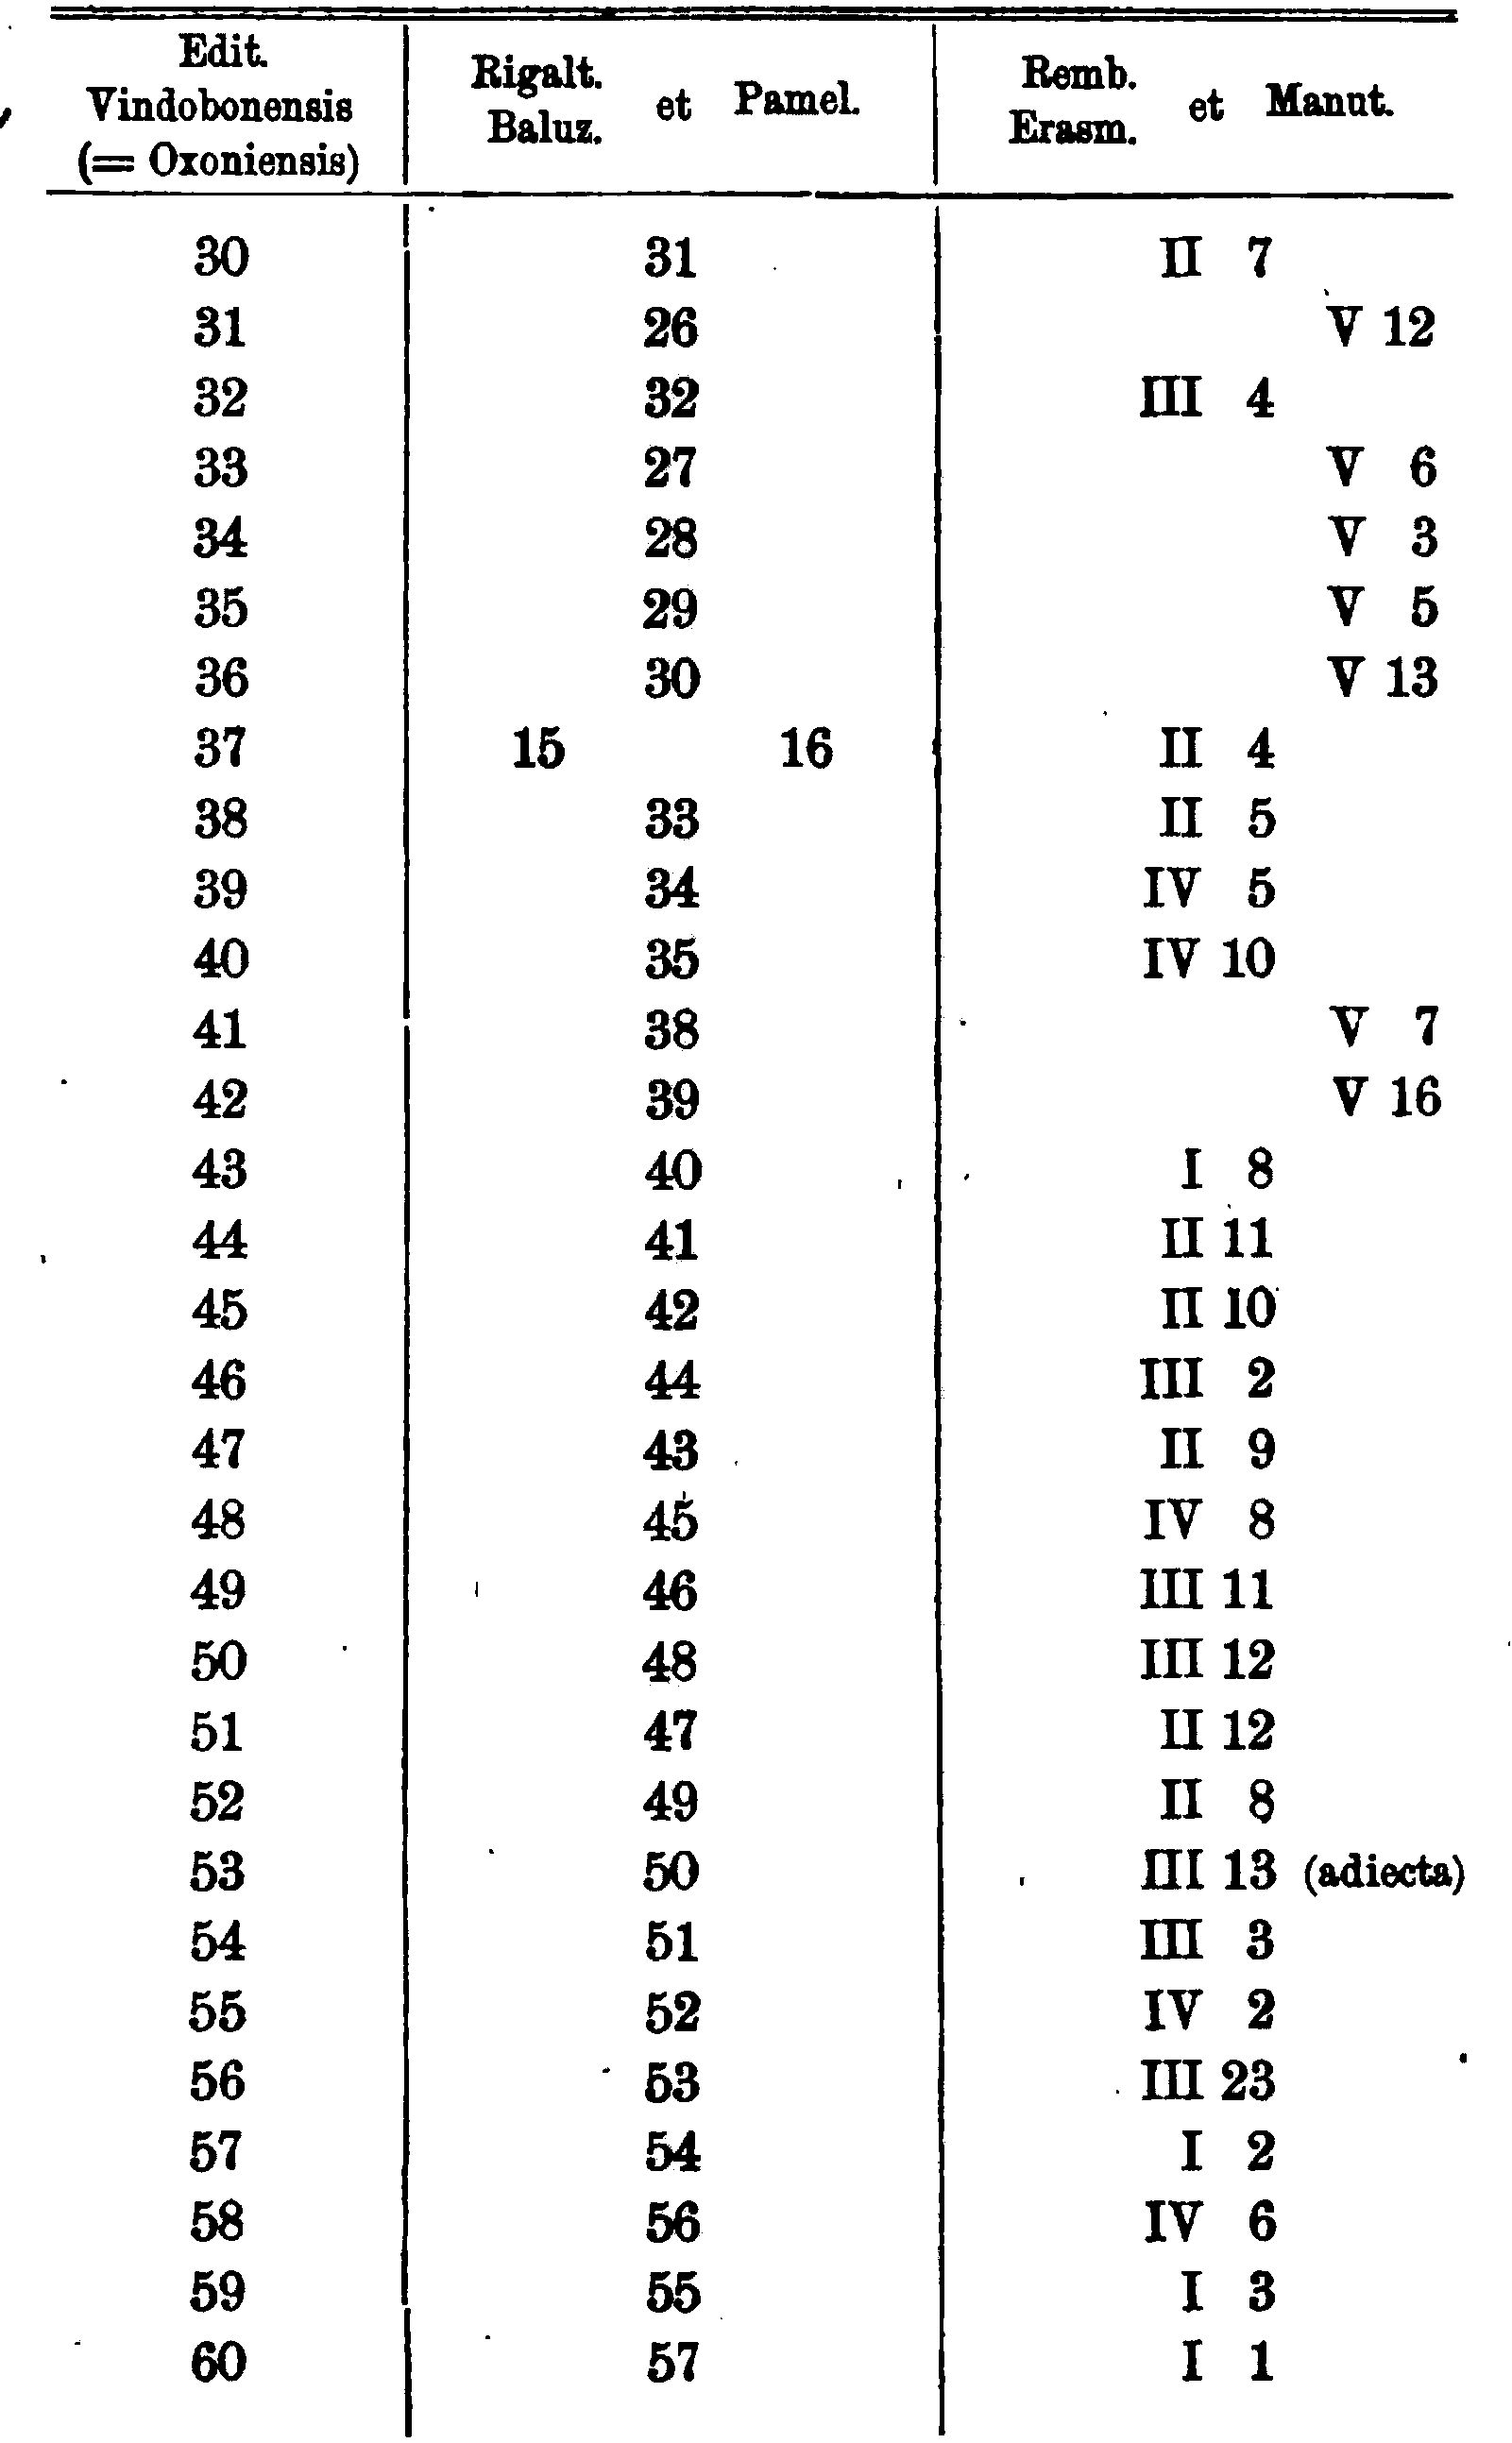 Edit. Vindobonensis (= Oxoniensis) Rigalt. Baluz. et Pamel. Remb. Erasm. et Manut.
30 31 II 7
31 26 V 12
32 32 III 4
33 27 V 6
34 28 V 3
35 29 V 5
36 30 V 13
37 15 16 II 4
38 33 II 5
39 34 IV 5
40 35 IV 10
41 38 V 7
42 39 V 16
43 40 I 8
44 41 II 11
45 42 II 10
46 44 III 2
47 43 II 9
48 45 IV 8
49 46 III 11
50 48 III 12
51 47 II 12
52 49 II 8
53 50 III 13 (adiecta)
54 51 III 3
55 52 IV 2
56 53 III 23
57 54 I 2
58 56 IV 6
59 55 I 3
60 57 I 1